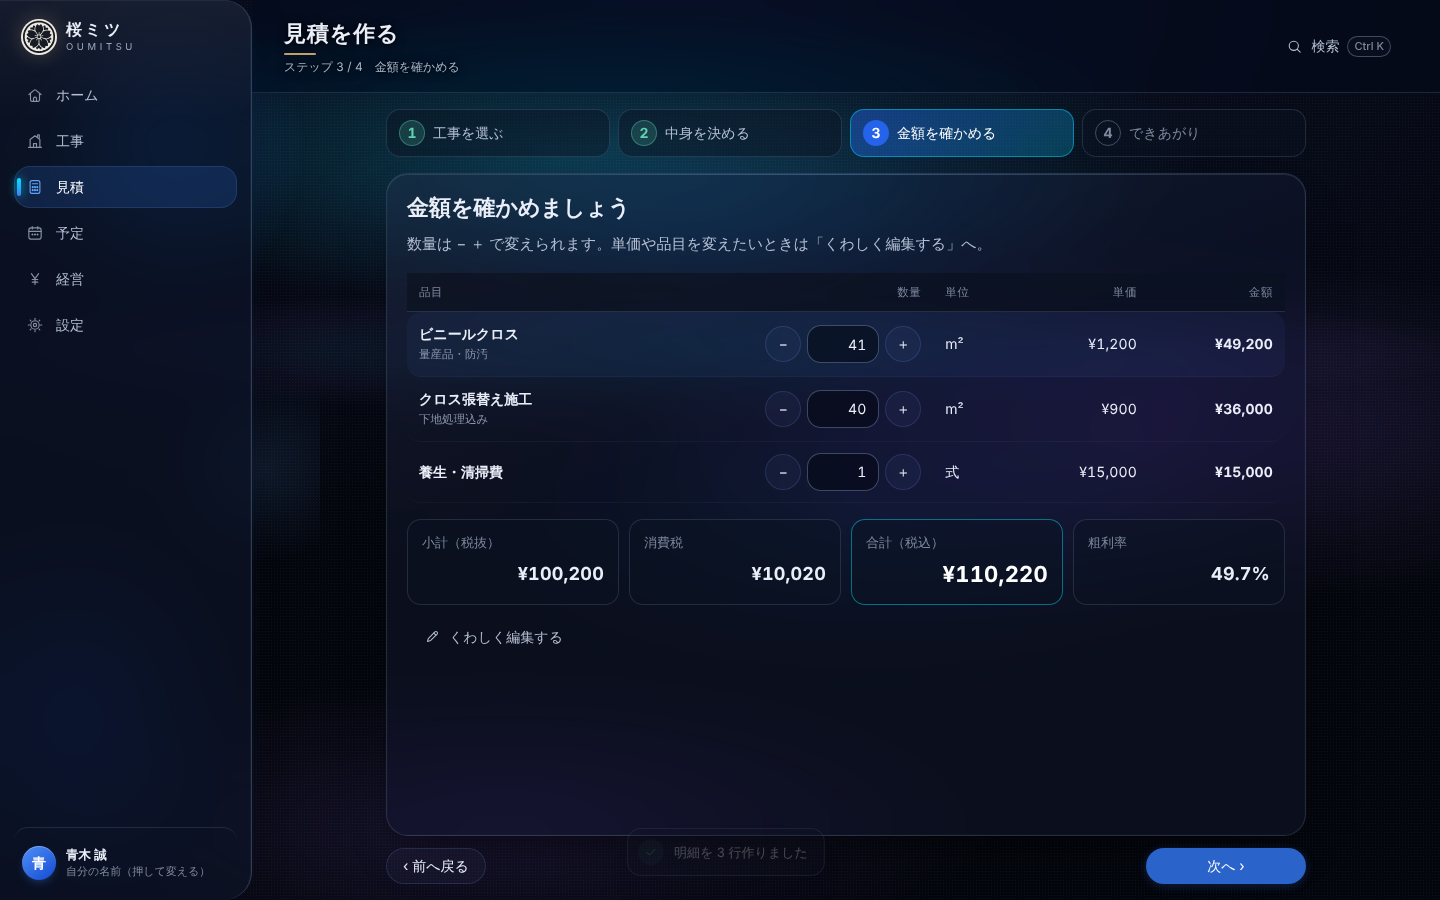 桜ミツ
OUMITSU
ホーム
工事
見積
予定
経営
設定
青
青木 誠
自分の名前（押して変える）
見積を作る
ステップ 3 / 4　金額を確かめる
検索 Ctrl K
1 工事を選ぶ
2 中身を決める
3 金額を確かめる
4 できあがり
金額を確かめましょう
数量は − ＋ で変えられます。単価や品目を変えたいときは「くわしく編集する」へ。
品目 数量 単位 単価 金額
ビニールクロス − 41 + m² ¥1,200 ¥49,200
量産品・防汚
クロス張替え施工 − 40 + m² ¥900 ¥36,000
下地処理込み
養生・清掃費 − 1 + 式 ¥15,000 ¥15,000
小計（税抜） 消費税 合計（税込） 粗利率
¥100,200 ¥10,020 ¥110,220 49.7%
くわしく編集する
明細を 3 行作りました
‹ 前へ戻る
次へ ›